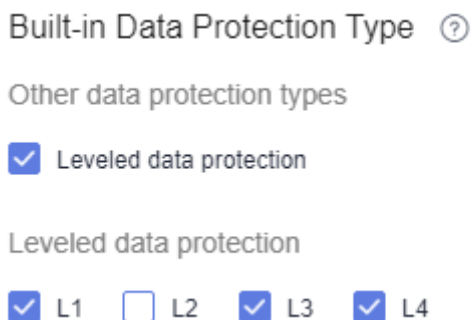 Built-in Data Protection Type ?
Other data protection types
Leveled data protection
Leveled data protection
L1 L2 L3 L4